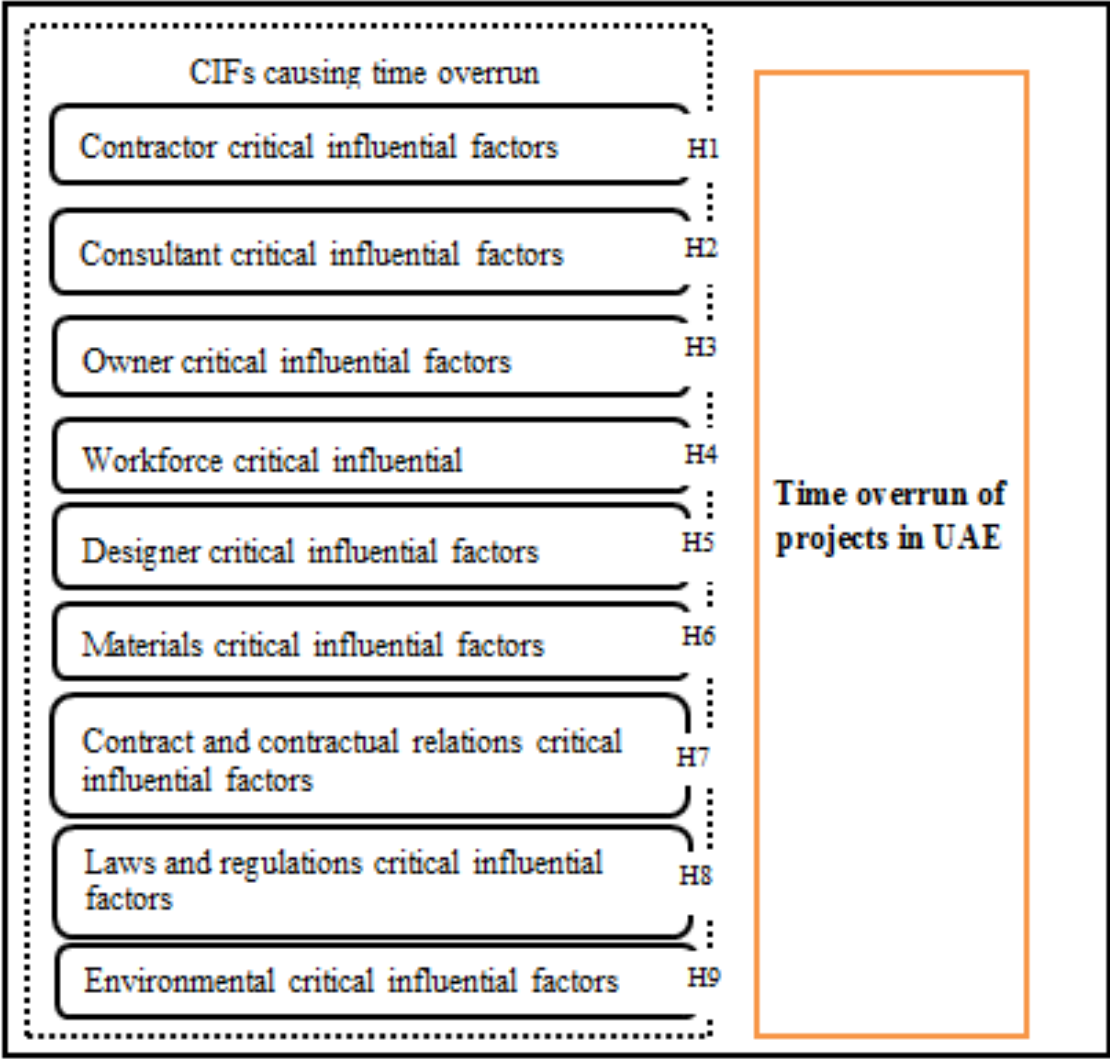 CIFs causing time overrun
Contractor critical influential factors
H1
Consultant critical influential factors
H2
Owner critical influential factors
H3
Workforce critical influential
H4
Designer critical influential factors
H5
Materials critical influential factors
H6
Contract and contractual relations critical
influential factors
H7
Laws and regulations critical influential
factors
H8
Environmental critical influential factors
H9
Time overrun of
projects in UAE